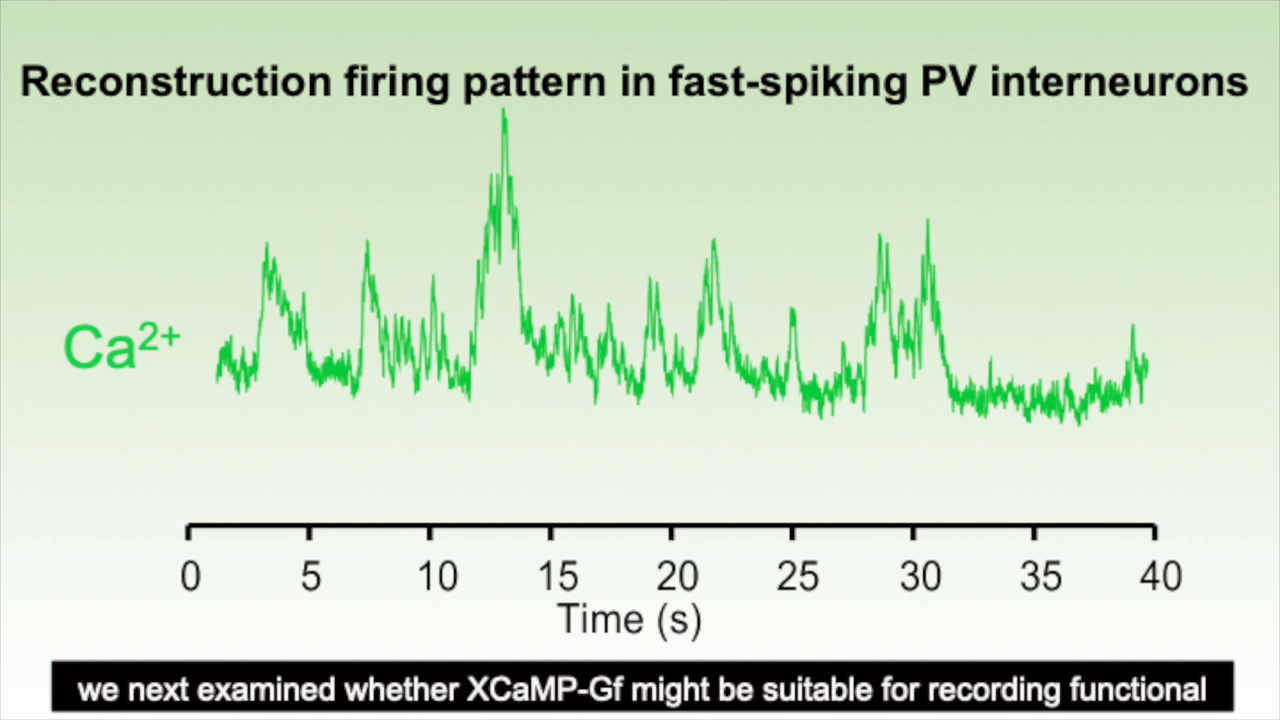 Reconstruction firing pattern in fast-spiking PV interneurons
Ca²⁺
0 5 10 15 20 25 30 35 40
Time (s)
we next examined whether XCaMP-Gf might be suitable for recording functional